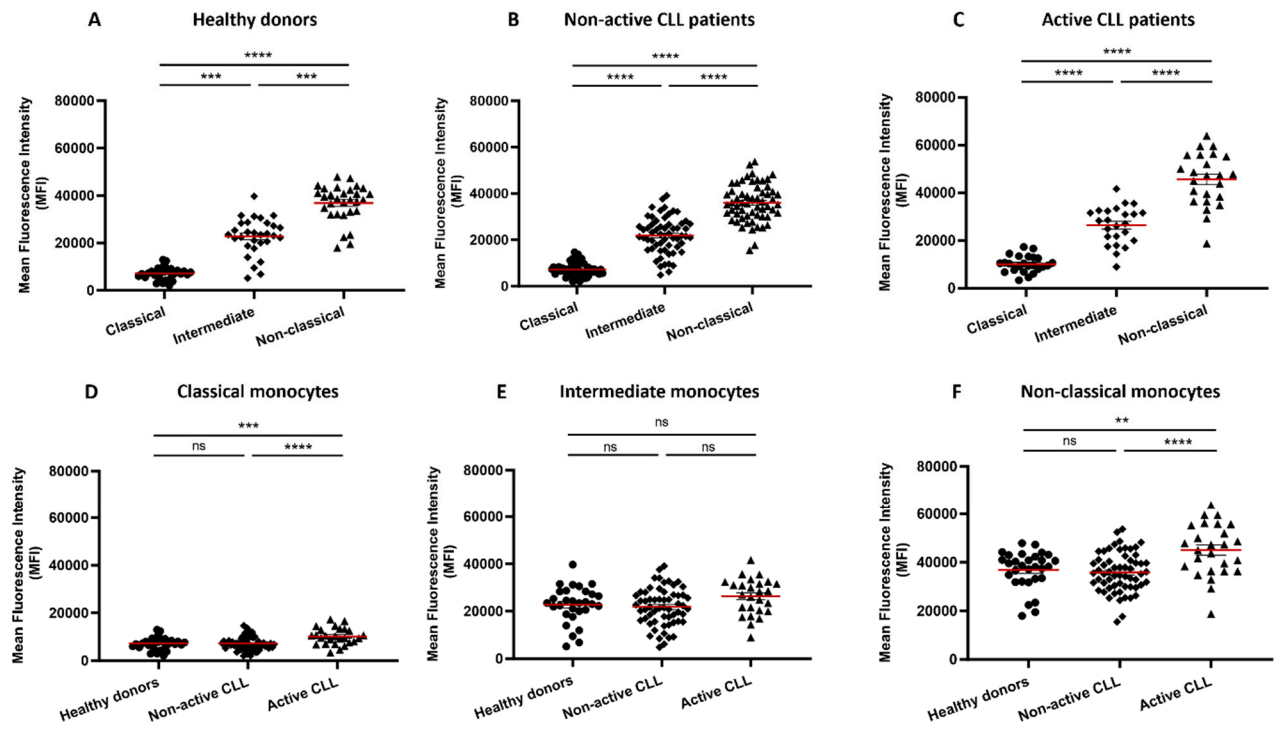 A Healthy donors
****
*** ***
Mean Fluorescence Intensity
(MFI)
80000
60000
40000
20000
0
Classical Intermediate Non-classical
B Non-active CLL patients
****
**** ****
Mean Fluorescence Intensity
(MFI)
80000
60000
40000
20000
0
Classical Intermediate Non-classical
C Active CLL patients
****
**** ****
Mean Fluorescence Intensity
(MFI)
80000
60000
40000
20000
0
Classical Intermediate Non-classical
D Classical monocytes
***
ns ****
Mean Fluorescence Intensity
(MFI)
80000
60000
40000
20000
0
Healthy donors Non-active CLL Active CLL
E Intermediate monocytes
ns
ns ns
Mean Fluorescence Intensity
(MFI)
80000
60000
40000
20000
0
Healthy donors Non-active CLL Active CLL
F Non-classical monocytes
**
ns ****
Mean Fluorescence Intensity
(MFI)
80000
60000
40000
20000
0
Healthy donors Non-active CLL Active CLL